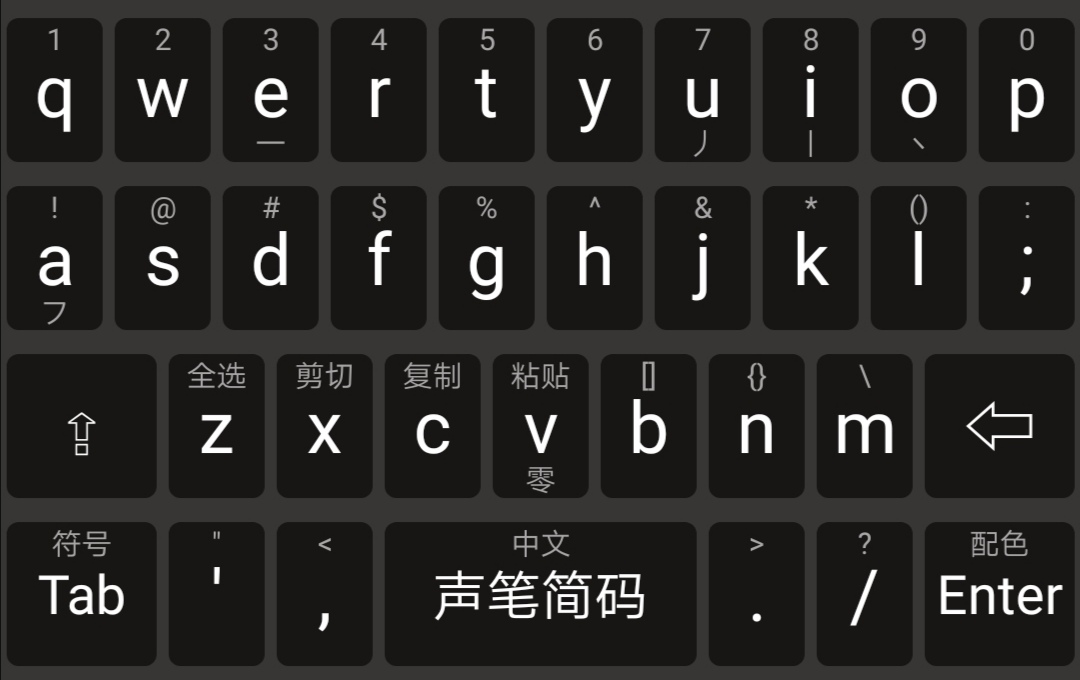 1 2 3 4 5 6 7 8 9 0
q w e r t y u i o p
一 丿 丨 丶
! @ # $ % ^ & * () :
a s d f g h j k l ;
フ
全选 剪切 复制 粘贴 [] {} \
⇪ z x c v b n m ⇦
零
符号 " < 中文 > ? 配色
Tab ' , 声笔简码 . / Enter